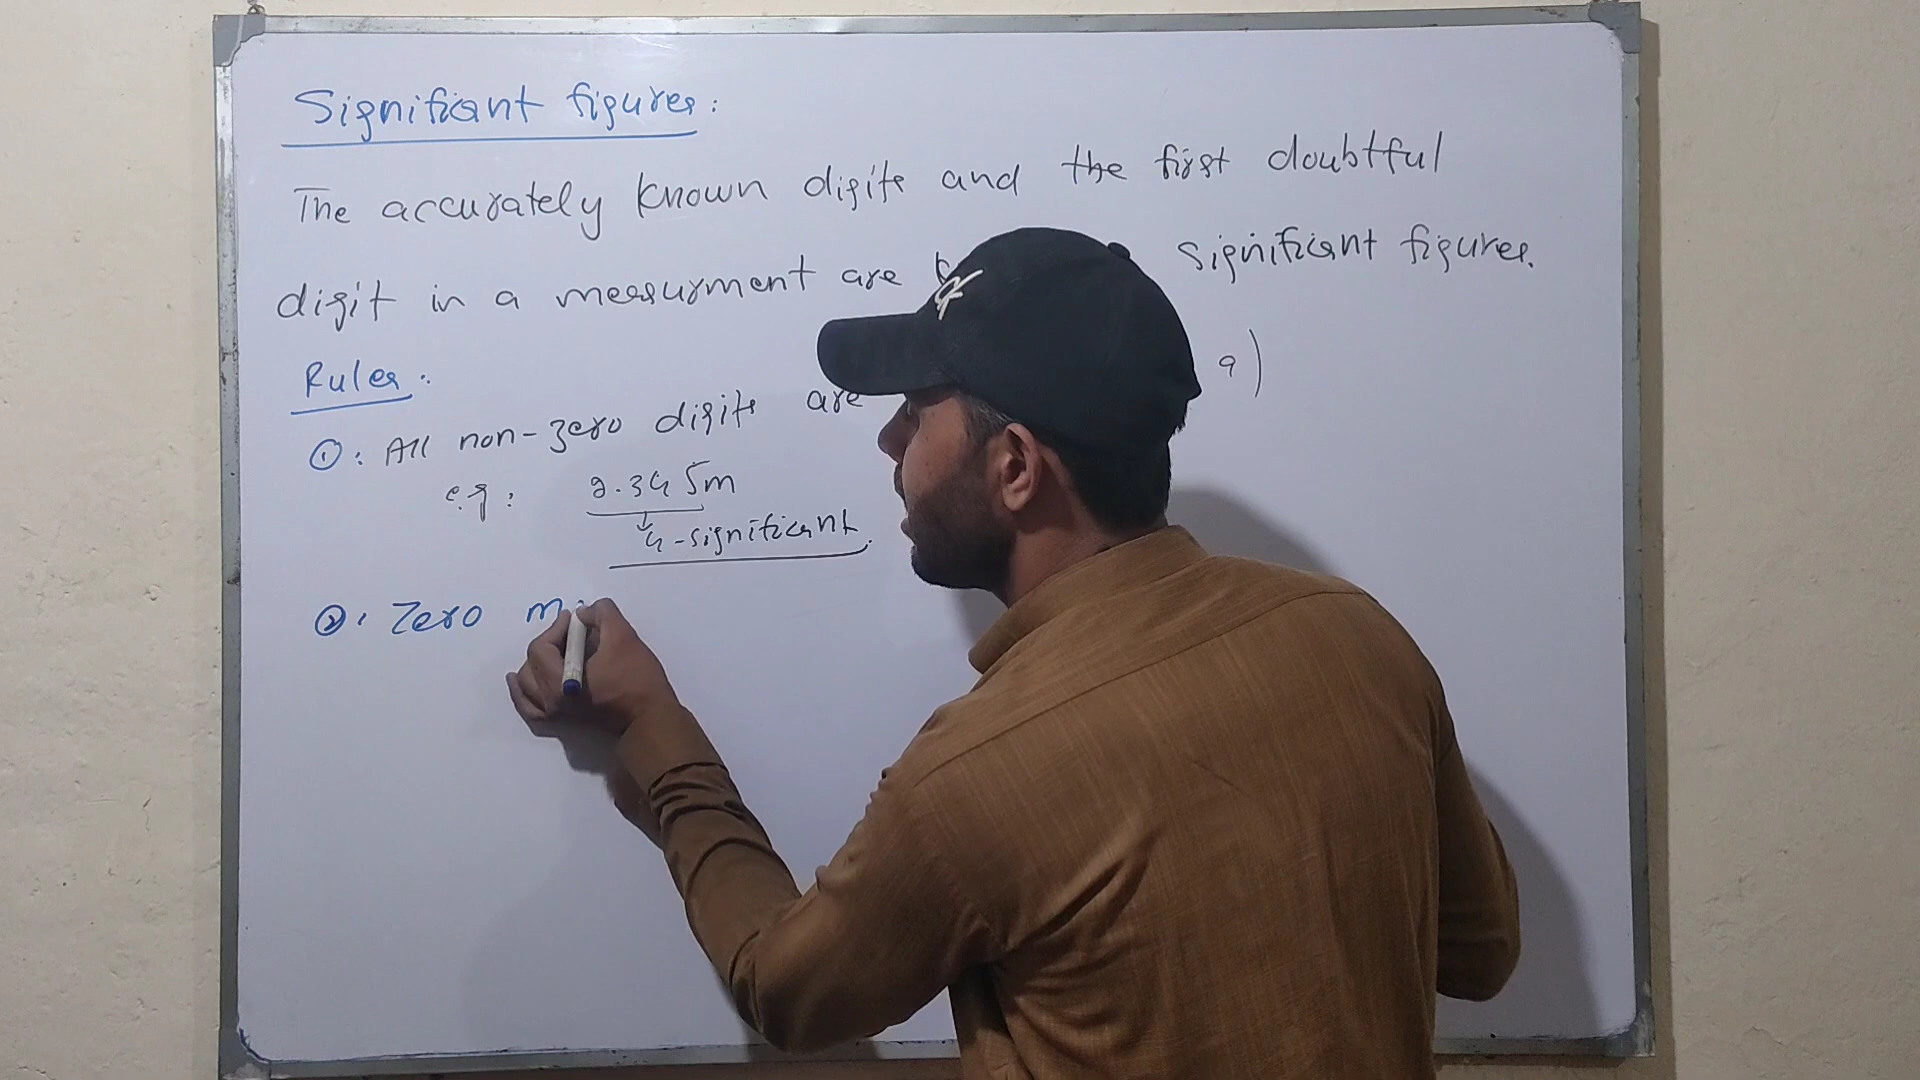 Significant figures:
The accurately known digits and the first doubtful
digit in a measurment are significant figures.
Rules:
①: All non-zero digits are 9)
e.g: 2.345m
4-significant.
②: Zero